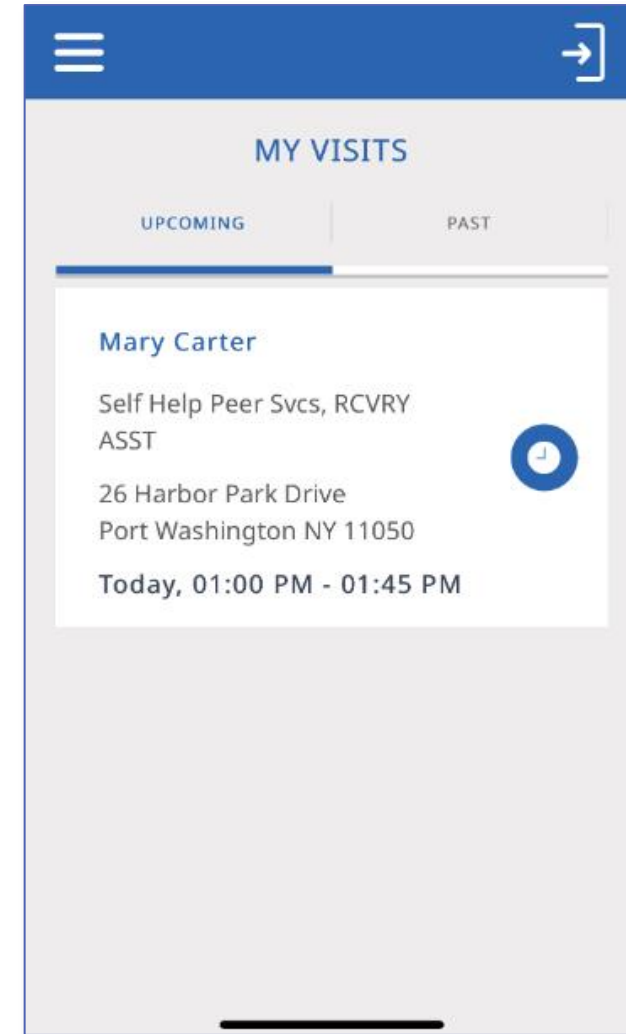 MY VISITS
UPCOMING PAST
Mary Carter
Self Help Peer Svcs, RCVRY
ASST
26 Harbor Park Drive
Port Washington NY 11050
Today, 01:00 PM - 01:45 PM